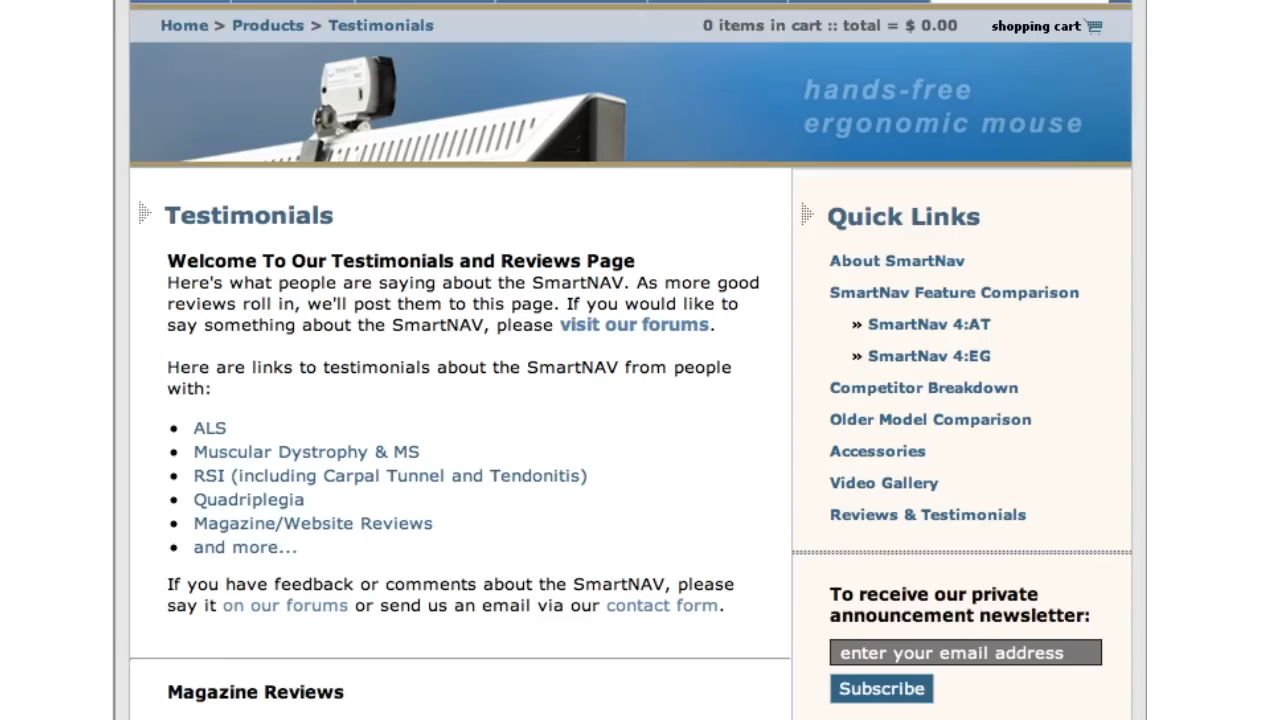 Home > Products > Testimonials
0 items in cart :: total = $ 0.00
shopping cart
hands-free
ergonomic mouse
Testimonials
Welcome To Our Testimonials and Reviews Page
Here's what people are saying about the SmartNAV. As more good
reviews roll in, we'll post them to this page. If you would like to
say something about the SmartNAV, please visit our forums.
Here are links to testimonials about the SmartNAV from people
with:
• ALS
• Muscular Dystrophy & MS
• RSI (including Carpal Tunnel and Tendonitis)
• Quadriplegia
• Magazine/Website Reviews
• and more...
If you have feedback or comments about the SmartNAV, please
say it on our forums or send us an email via our contact form.
Magazine Reviews
Quick Links
About SmartNav
SmartNav Feature Comparison
» SmartNav 4:AT
» SmartNav 4:EG
Competitor Breakdown
Older Model Comparison
Accessories
Video Gallery
Reviews & Testimonials
To receive our private
announcement newsletter:
enter your email address
Subscribe